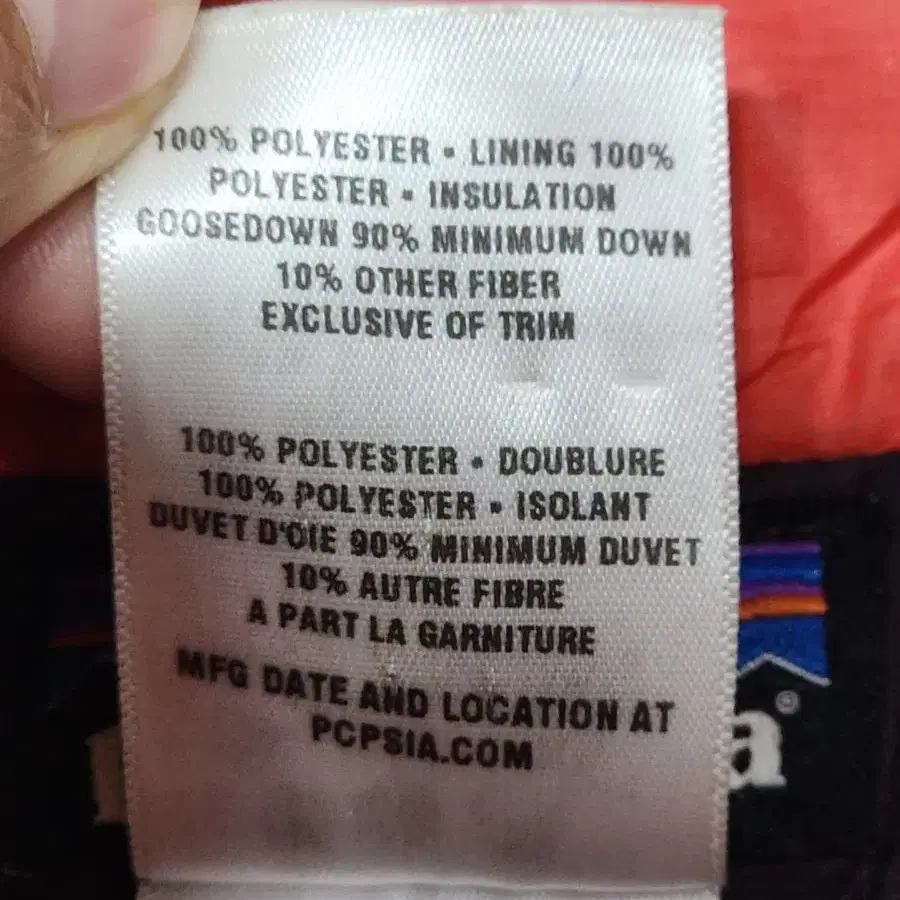 100% POLYESTER • LINING 100%
POLYESTER • INSULATION
GOOSEDOWN 90% MINIMUM DOWN
10% OTHER FIBER
EXCLUSIVE OF TRIM
100% POLYESTER • DOUBLURE
100% POLYESTER • ISOLANT
DUVET D'OIE 90% MINIMUM DUVET
10% AUTRE FIBRE
A PART LA GARNITURE
MFG DATE AND LOCATION AT
PCPSIA.COM
a®